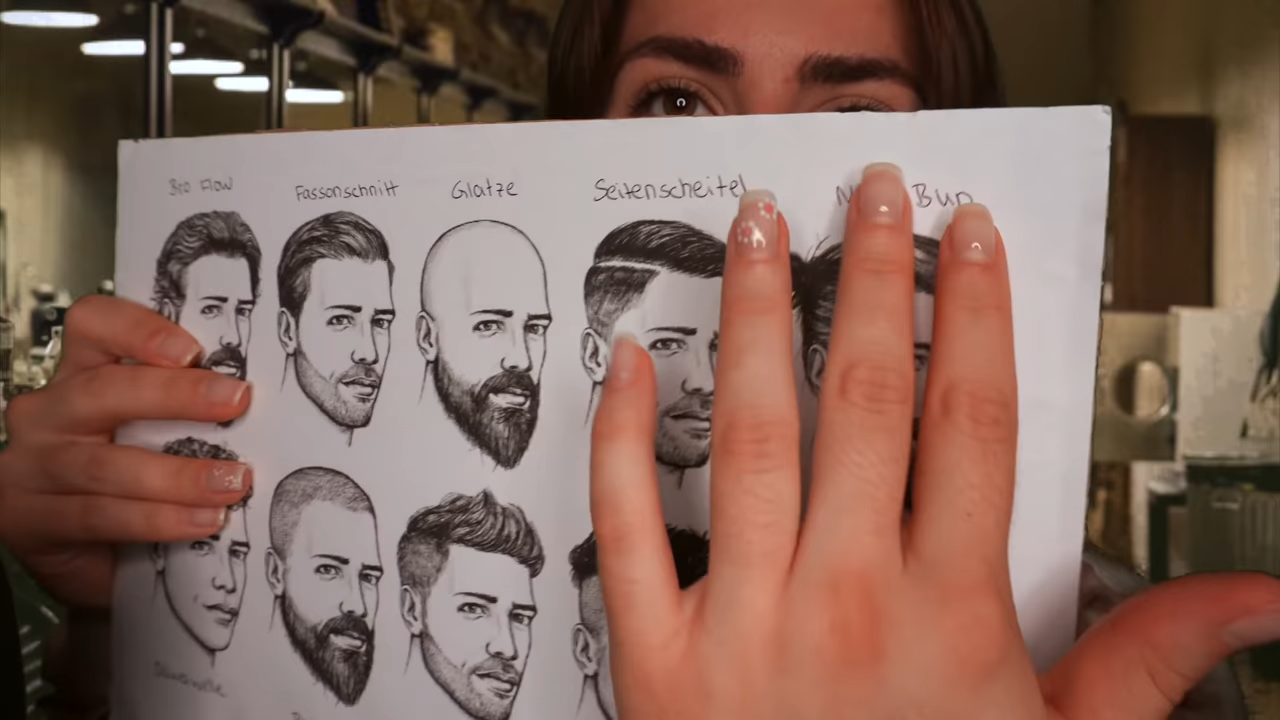 Bro Flow
Fassonschnitt
Glatze
Seitenscheitel
Bun